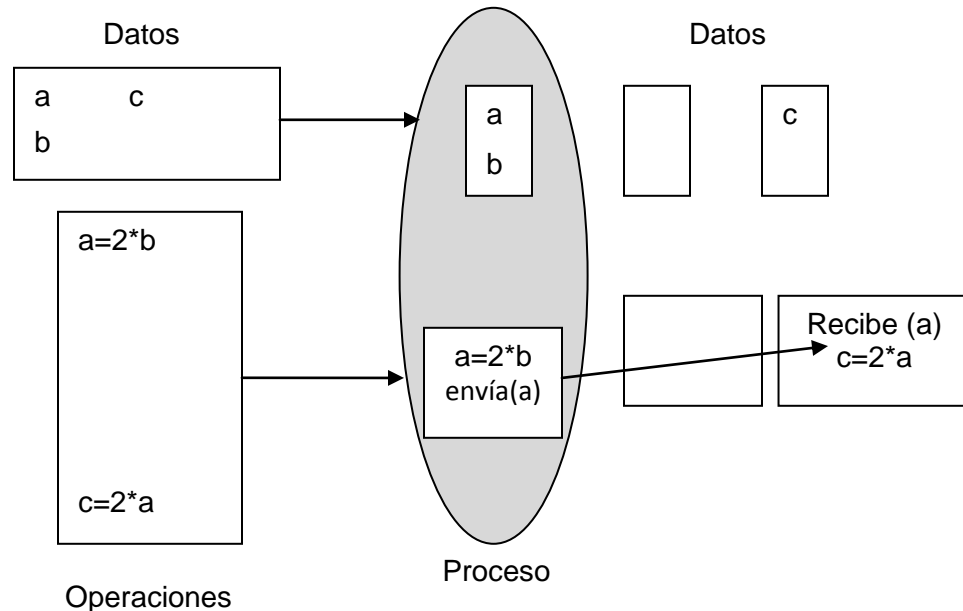 Datos
Datos
a c
b
a
b
c
a=2*b
c=2*a
a=2*b
envía(a)
Recibe (a)
c=2*a
Proceso
Operaciones